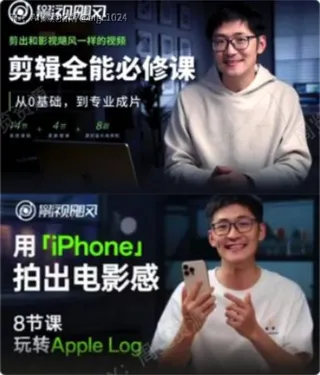 影视飓风
剪出和影视飓风一样的视频
剪辑全能必修课
从0基础，到专业成片
影视飓风
用「iPhone」
拍出电影感
8节课
玩转Apple Log